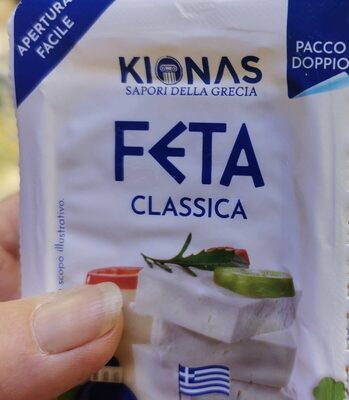 APERTURA
FACILE
PACCO
DOPPIO
KIONAS
SAPORI DELLA GRECIA
FETA
CLASSICA
scopo illustrativo.